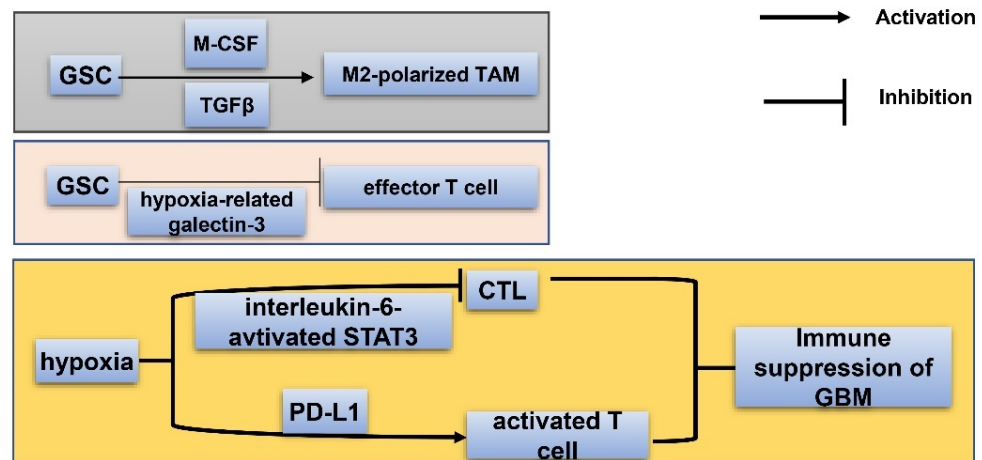 M-CSF
GSC
M2-polarized TAM
TGFβ
Activation
Inhibition
GSC
effector T cell
hypoxia-related
galectin-3
CTL
interleukin-6-
avtivated STAT3
hypoxia
Immune
suppression of
GBM
PD-L1
activated T
cell